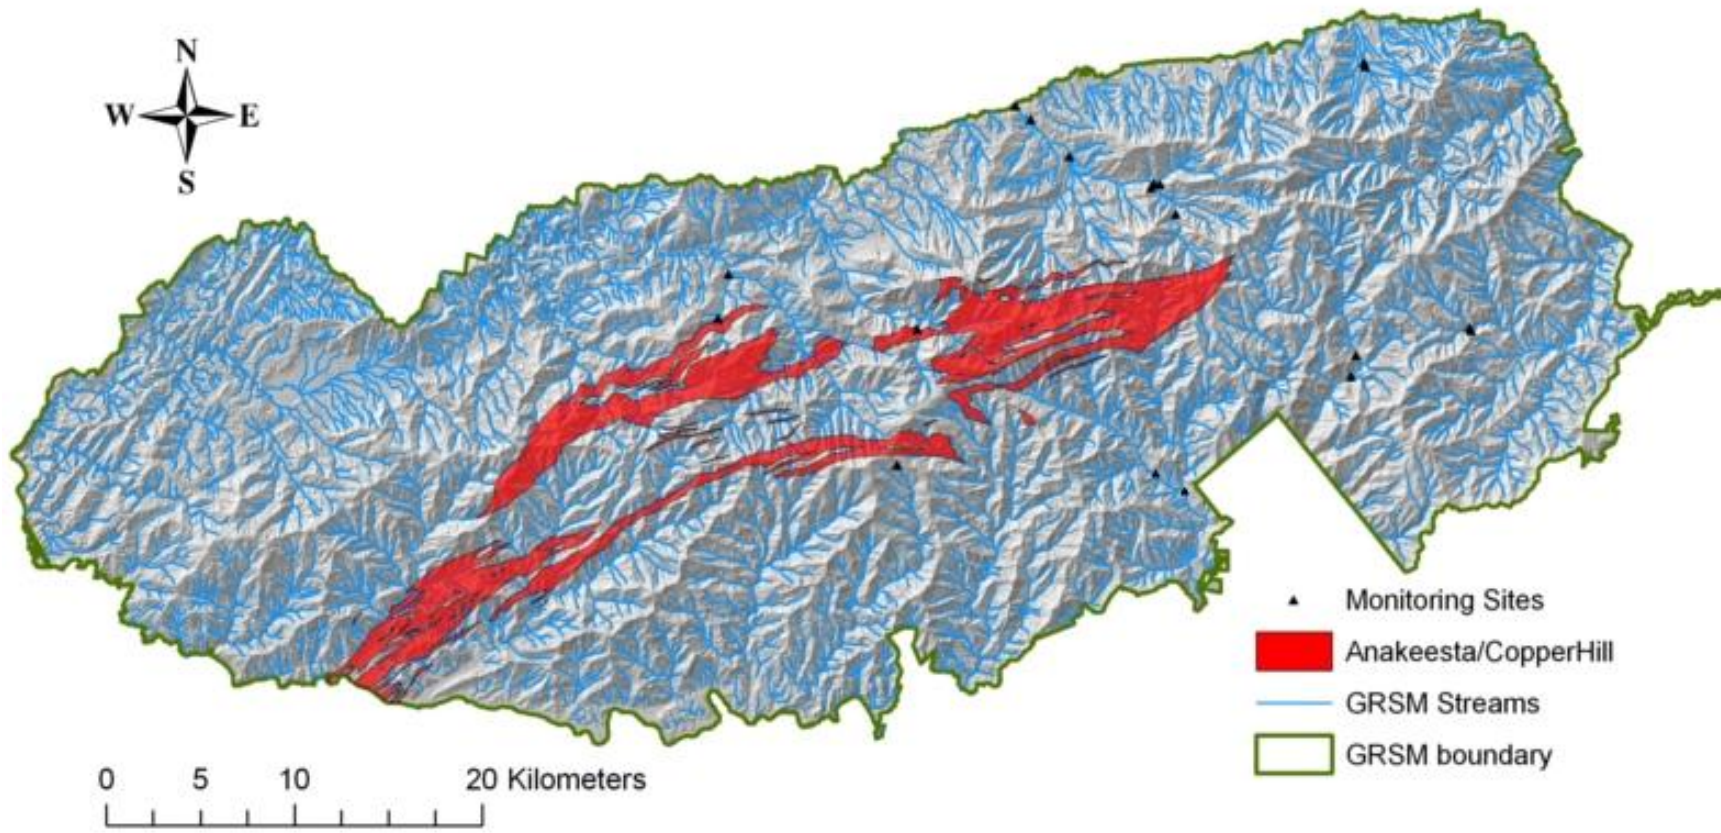 N
W E
S
Monitoring Sites
Anakeesta/CopperHill
GRSM Streams
GRSM boundary
0 5 10 20 Kilometers